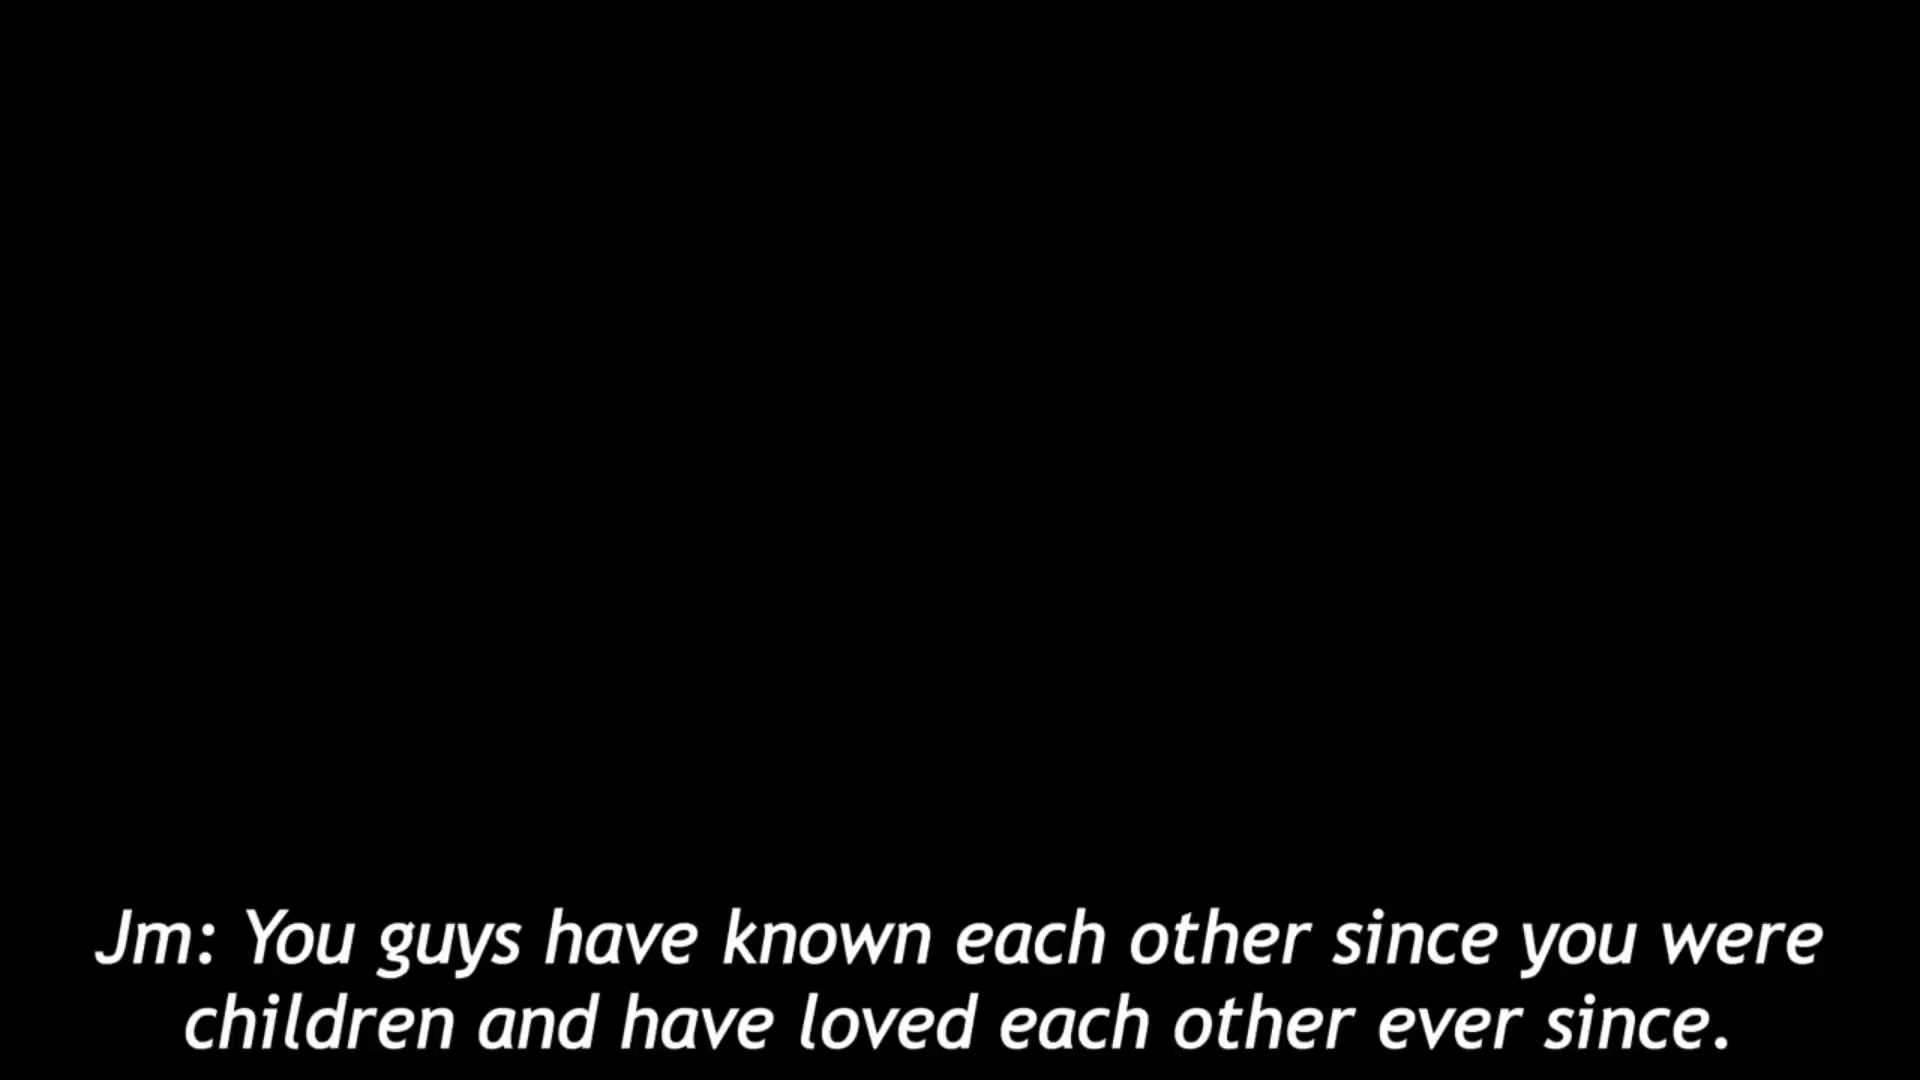 Jm: You guys have known each other since you were
children and have loved each other ever since.